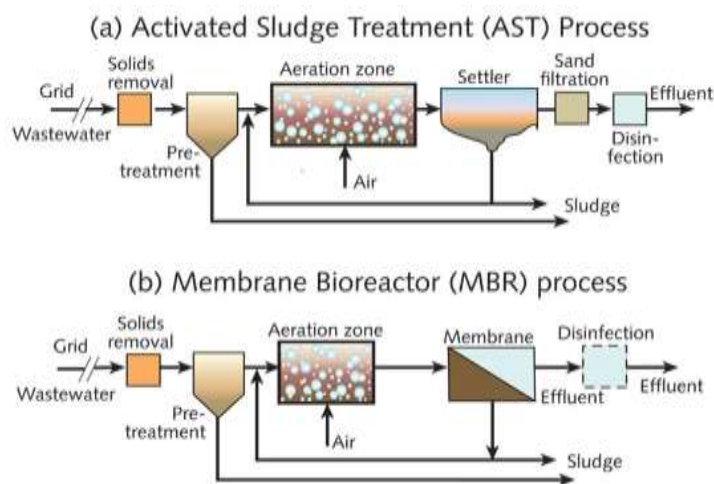 (a) Activated Sludge Treatment (AST) Process
Solids
removal
Grid
Wastewater
Pre-
treatment
Aeration zone
Air
Settler
Sand
filtration
Effluent
Disin-
fection
Sludge
(b) Membrane Bioreactor (MBR) process
Solids
removal
Grid
Wastewater
Pre-
treatment
Aeration zone
Air
Membrane
Effluent
Disinfection
Effluent
Sludge